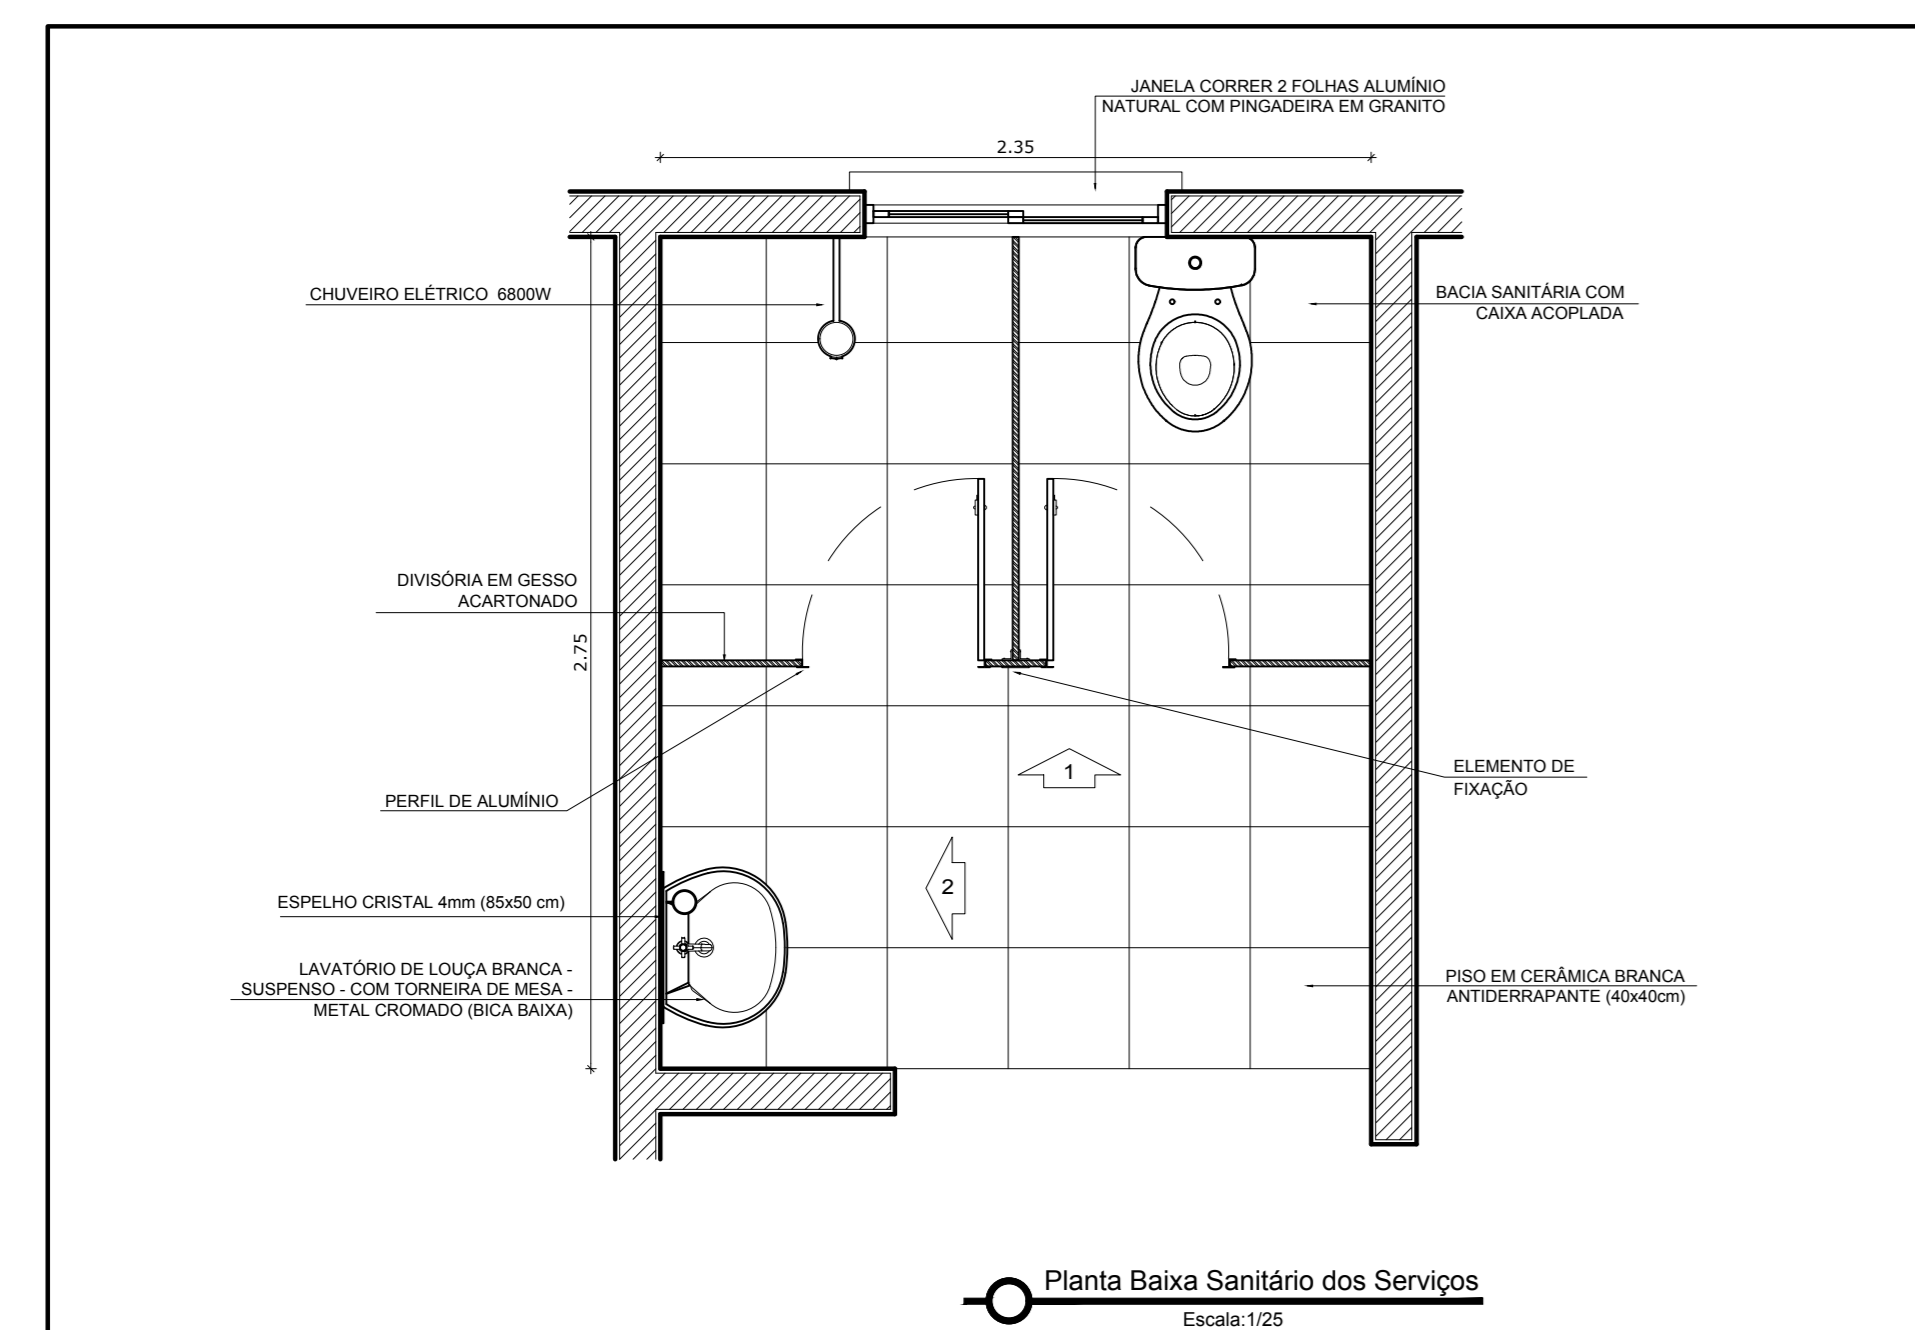 JANELA CORRER 2 FOLHAS ALUMÍNIO
NATURAL COM PINGADEIRA EM GRANITO
2.35
CHUVEIRO ELÉTRICO 6800W
BACIA SANITÁRIA COM
CAIXA ACOPLADA
DIVISÓRIA EM GESSO
ACARTONADO
2.75
PERFIL DE ALUMÍNIO
1
ELEMENTO DE
FIXAÇÃO
2
ESPELHO CRISTAL 4mm (85x50 cm)
LAVATÓRIO DE LOUÇA BRANCA -
SUSPENSO - COM TORNEIRA DE MESA -
METAL CROMADO (BICA BAIXA)
PISO EM CERÂMICA BRANCA
ANTIDERRAPANTE (40x40cm)
Planta Baixa Sanitário dos Serviços
Escala:1/25